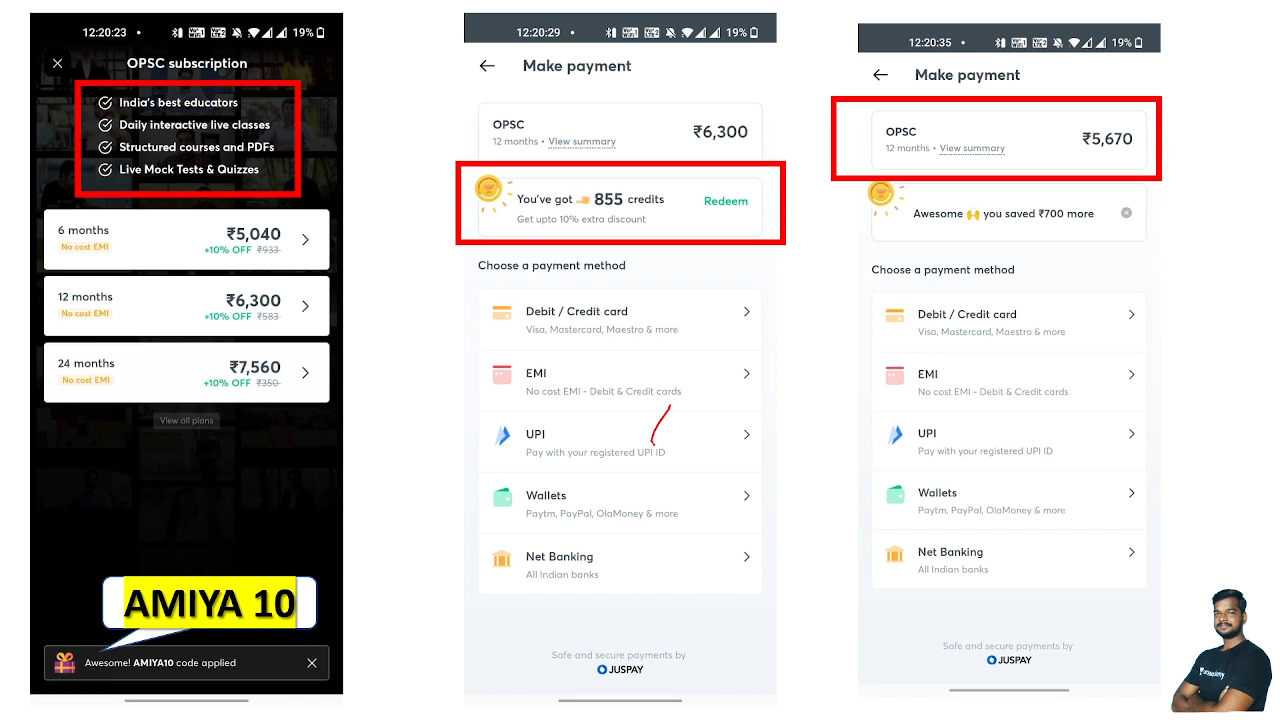 12:20:23
19%
OPSC subscription
India's best educators
Daily interactive live classes
Structured courses and PDFs
Live Mock Tests & Quizzes
6 months
₹5,040
No cost EMI
+10% OFF ₹933
12 months
₹6,300
No cost EMI
+10% OFF ₹583
24 months
₹7,560
No cost EMI
+10% OFF ₹350
View all plans
AMIYA 10
Awesome! AMIYA10 code applied
12:20:29
19%
Make payment
OPSC
₹6,300
12 months • View summary
You've got 855 credits
Redeem
Get upto 10% extra discount
Choose a payment method
Debit / Credit card
Visa, Mastercard, Maestro & more
EMI
No cost EMI - Debit & Credit cards
UPI
Pay with your registered UPI ID
Wallets
Paytm, PayPal, OlaMoney & more
Net Banking
All Indian banks
Safe and secure payments by
JUSPAY
12:20:35
19%
Make payment
OPSC
₹5,670
12 months • View summary
Awesome 🙌 you saved ₹700 more
Choose a payment method
Debit / Credit card
Visa, Mastercard, Maestro & more
EMI
No cost EMI - Debit & Credit cards
UPI
Pay with your registered UPI ID
Wallets
Paytm, PayPal, OlaMoney & more
Net Banking
All Indian banks
Safe and secure payments by
JUSPAY